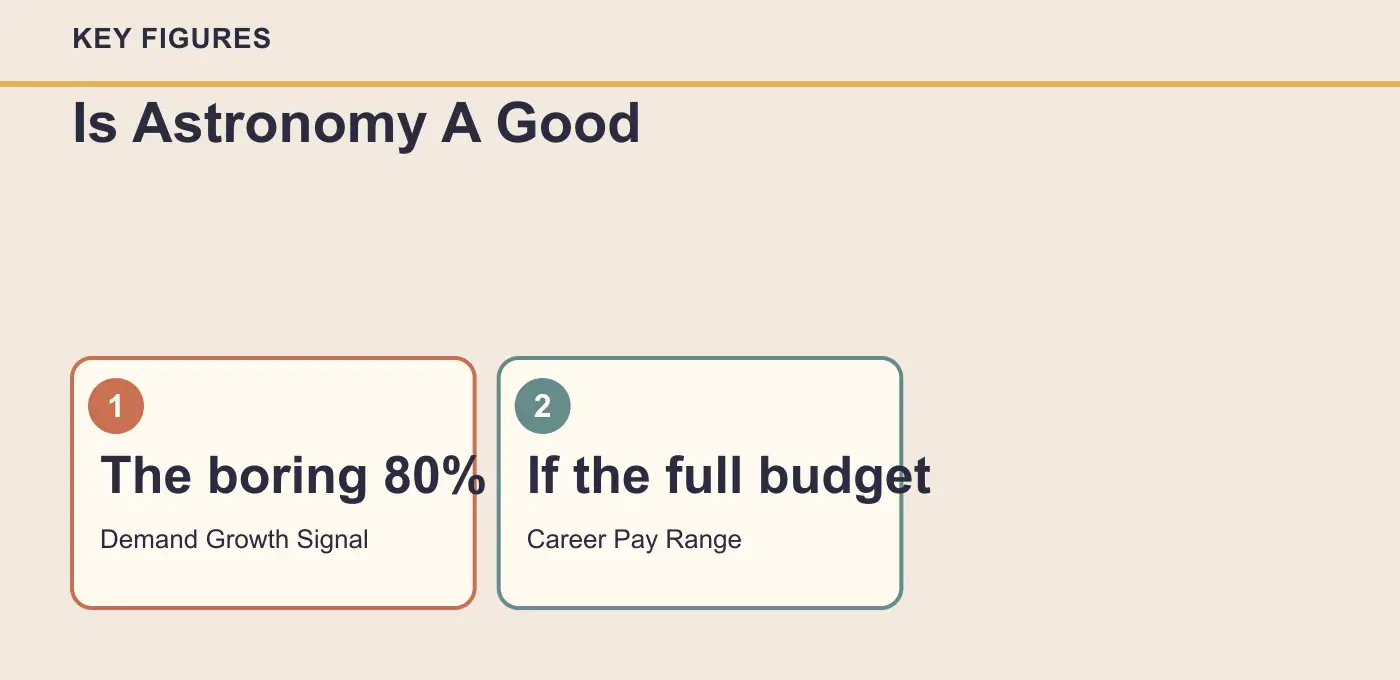 KEY FIGURES
Is Astronomy A Good
1
The boring 80%
Demand Growth Signal
2
If the full budget
Career Pay Range